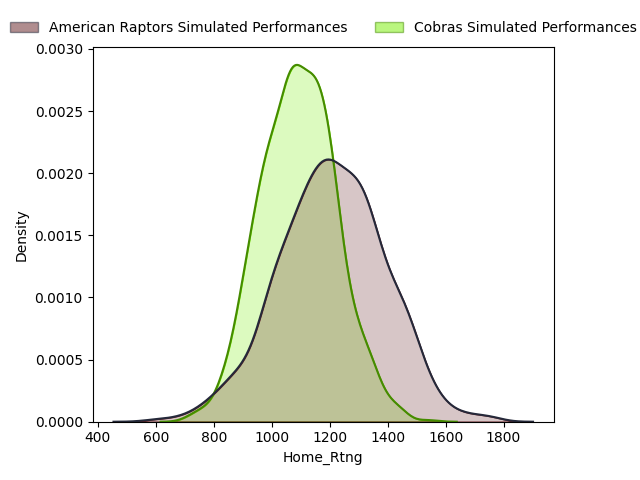 American Raptors Simulated Performances Cobras Simulated Performances
0.0030
0.0025
0.0020
0.0015
0.0010
0.0005
0.0000
Density
400 600 800 1000 1200 1400 1600 1800
Home_Rtng